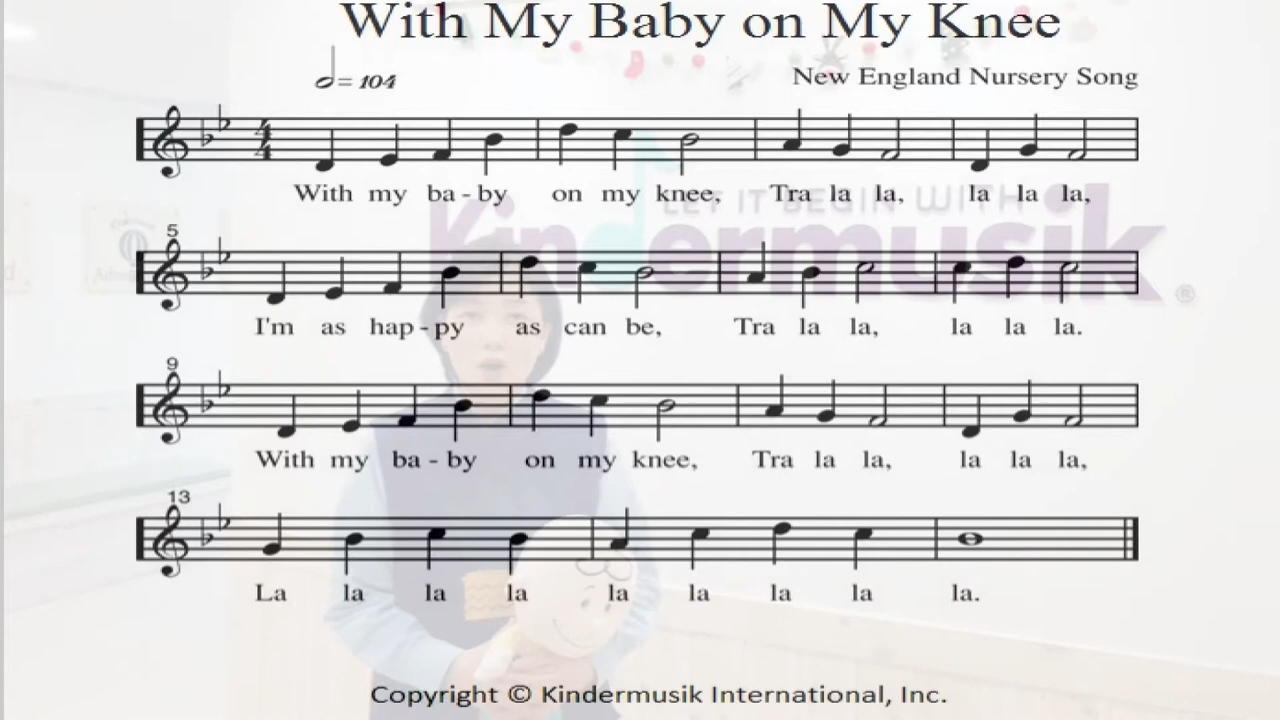 With My Baby on My Knee
= 104
New England Nursery Song
4
4
With my ba - by on my knee, Tra la la, la la la,
LET IT BEGIN WITH
Kindermusik®
5
I'm as hap - py as can be, Tra la la, la la la.
9
With my ba - by on my knee, Tra la la, la la la,
13
La la la la la la la la la.
Copyright © Kindermusik International, Inc.